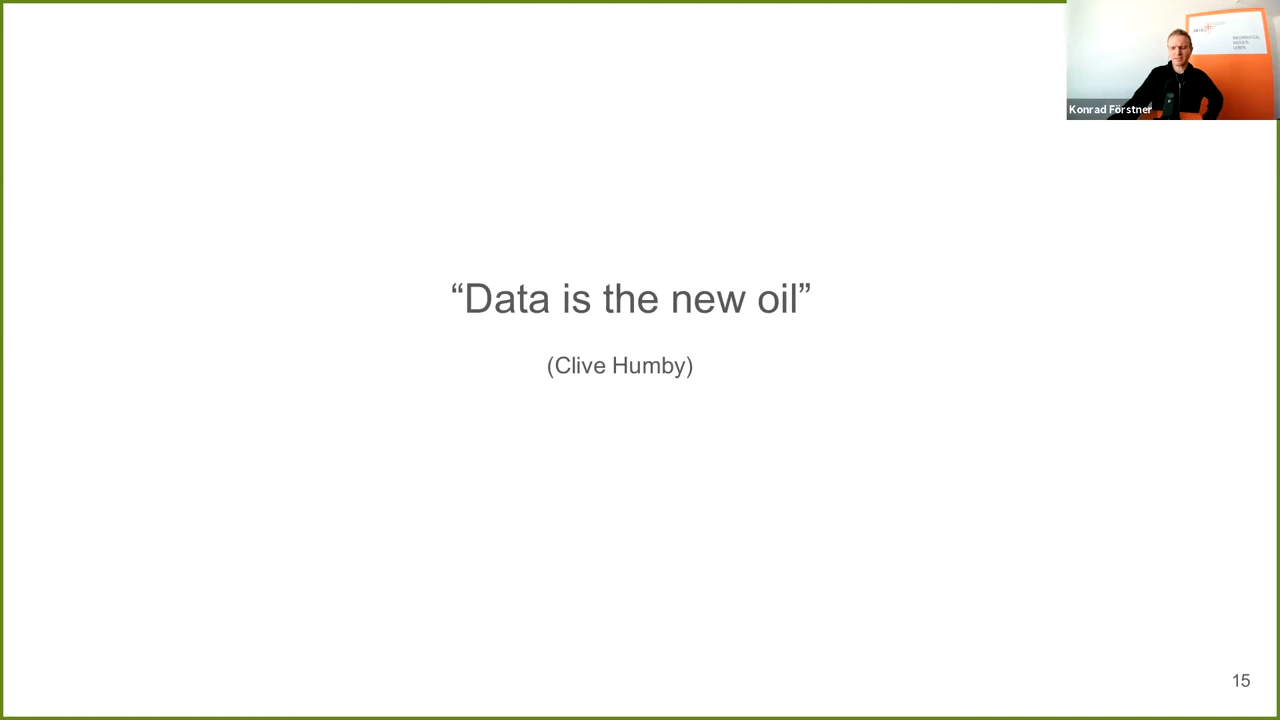 “Data is the new oil”
(Clive Humby)
Konrad Förstner
15